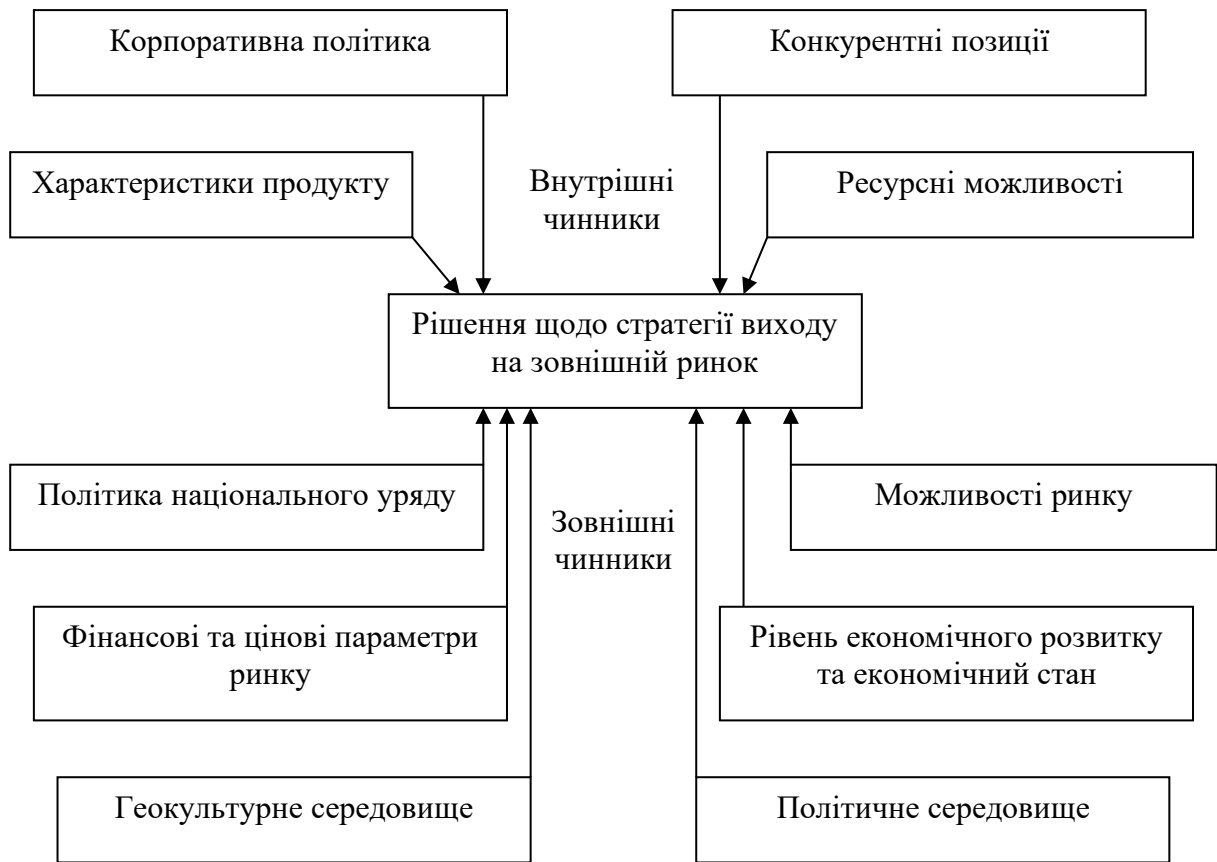 Корпоративна політика
Конкурентні позиції
Характеристики продукту
Внутрішні
чинники
Ресурсні можливості
Рішення щодо стратегії виходу
на зовнішній ринок
Політика національного уряду
Зовнішні
чинники
Можливості ринку
Фінансові та цінові параметри
ринку
Рівень економічного розвитку
та економічний стан
Геокультурне середовище
Політичне середовище